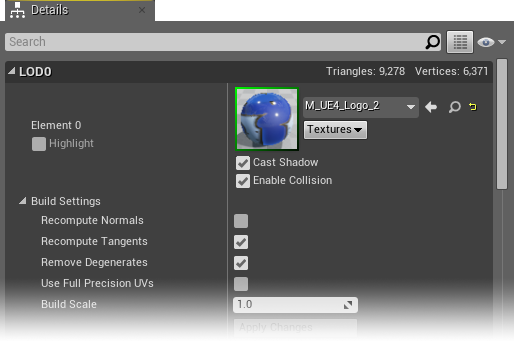 Details
Search
LOD0 Triangles: 9,278 Vertices: 6,371
Element 0
Highlight
M_UE4_Logo_2
Textures
Cast Shadow
Enable Collision
Build Settings
Recompute Normals
Recompute Tangents
Remove Degenerates
Use Full Precision UVs
Build Scale 1.0
Apply Changes